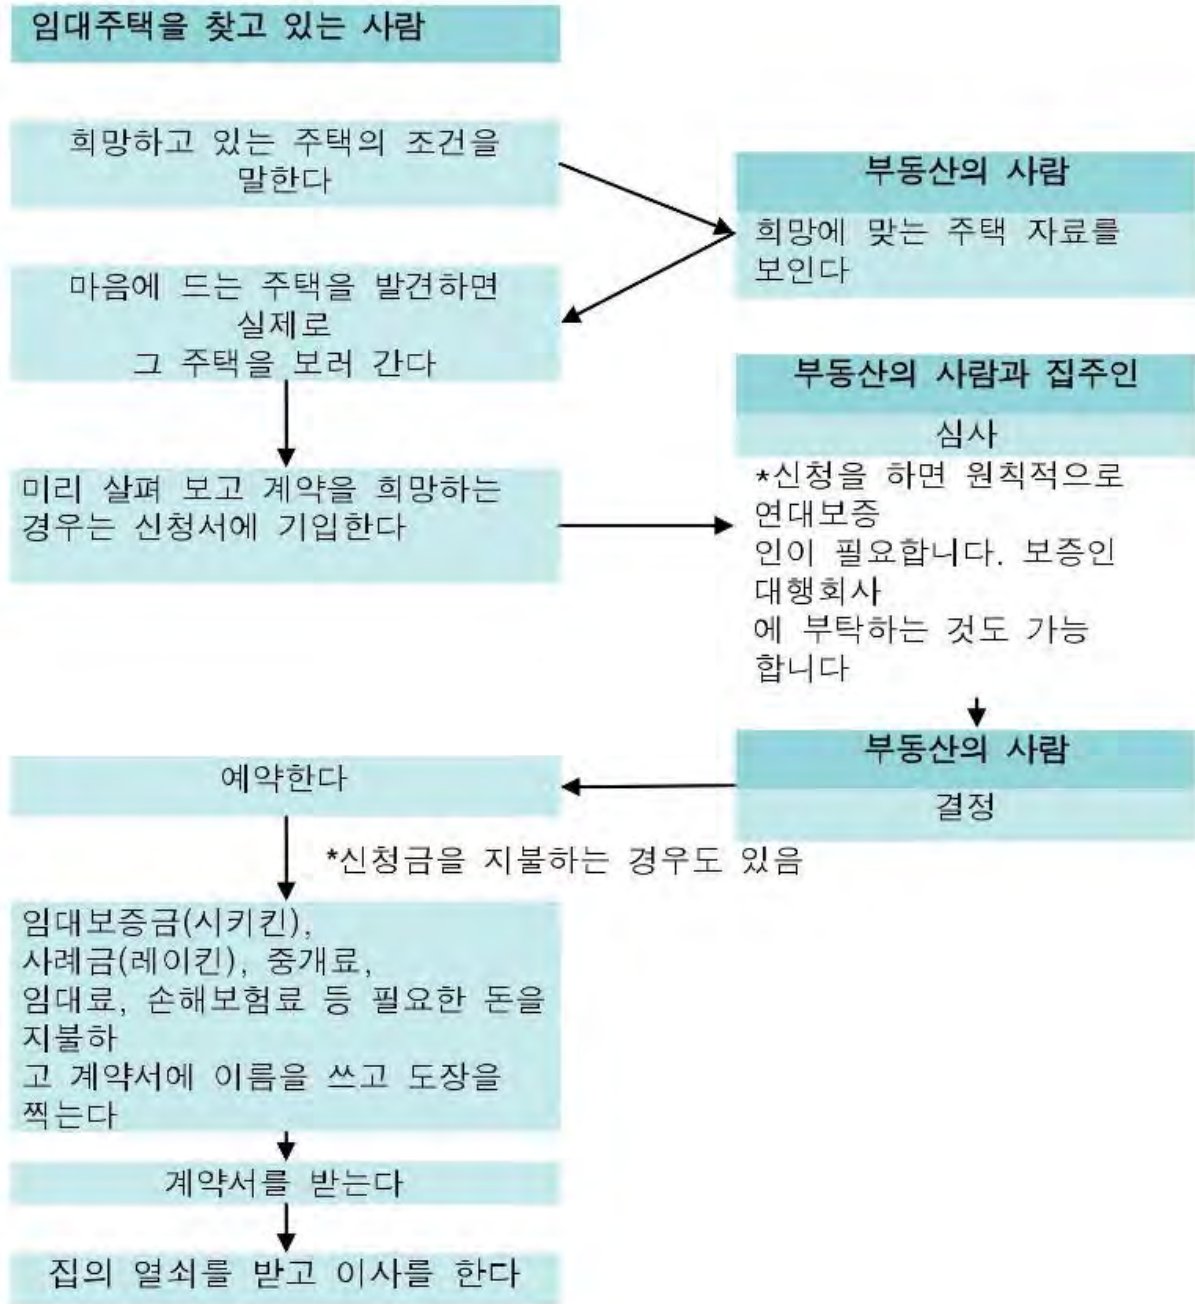 임대주택을 찾고 있는 사람
희망하고 있는 주택의 조건을
말한다
부동산의 사람
희망에 맞는 주택 자료를
보인다
마음에 드는 주택을 발견하면
실제로
그 주택을 보러 간다
부동산의 사람과 집주인
심사
*신청을 하면 원칙적으로
연대보증
인이 필요합니다. 보증인
대행회사
에 부탁하는 것도 가능
합니다
미리 살펴 보고 계약을 희망하는
경우는 신청서에 기입한다
부동산의 사람
결정
예약한다
*신청금을 지불하는 경우도 있음
임대보증금(시키킨),
사례금(레이킨), 중개료,
임대료, 손해보험료 등 필요한 돈을
지불하
고 계약서에 이름을 쓰고 도장을
찍는다
계약서를 받는다
집의 열쇠를 받고 이사를 한다